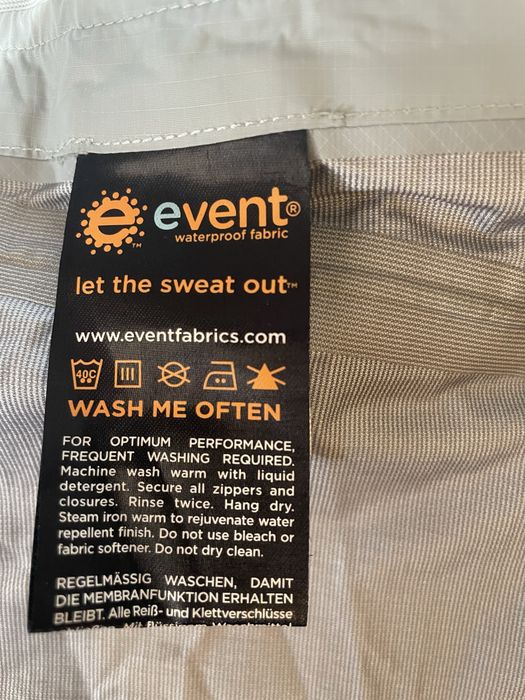 e event®
™ waterproof fabric
let the sweat out™
www.eventfabrics.com
40C
WASH ME OFTEN
FOR OPTIMUM PERFORMANCE,
FREQUENT WASHING REQUIRED.
Machine wash warm with liquid
detergent. Secure all zippers and
closures. Rinse twice. Hang dry.
Steam iron warm to rejuvenate water
repellent finish. Do not use bleach or
fabric softener. Do not dry clean.
REGELMÄSSIG WASCHEN, DAMIT
DIE MEMBRANFUNKTION ERHALTEN
BLEIBT. Alle Reiß- und Klettverschlüsse